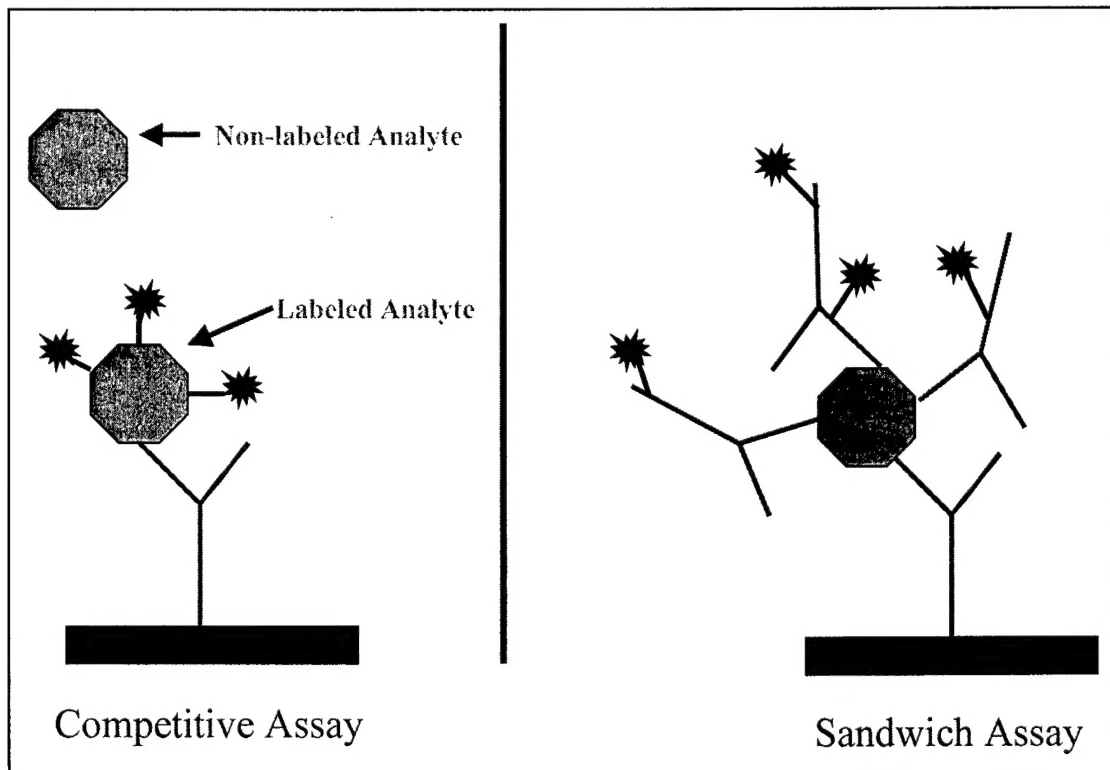 Non-labeled Analyte
Labeled Analyte
Competitive Assay
Sandwich Assay